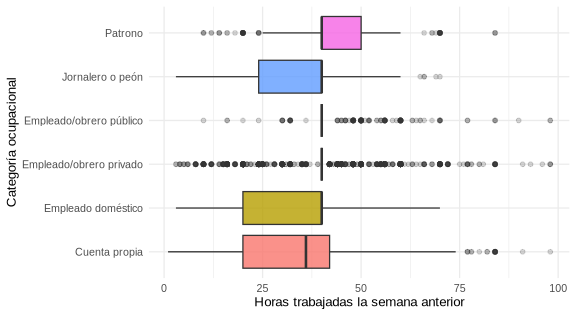 Patrono
Jornalero o peón
Empleado/obrero público
Empleado/obrero privado
Empleado doméstico
Cuenta propia
Categoría ocupacional
0 25 50 75 100
Horas trabajadas la semana anterior